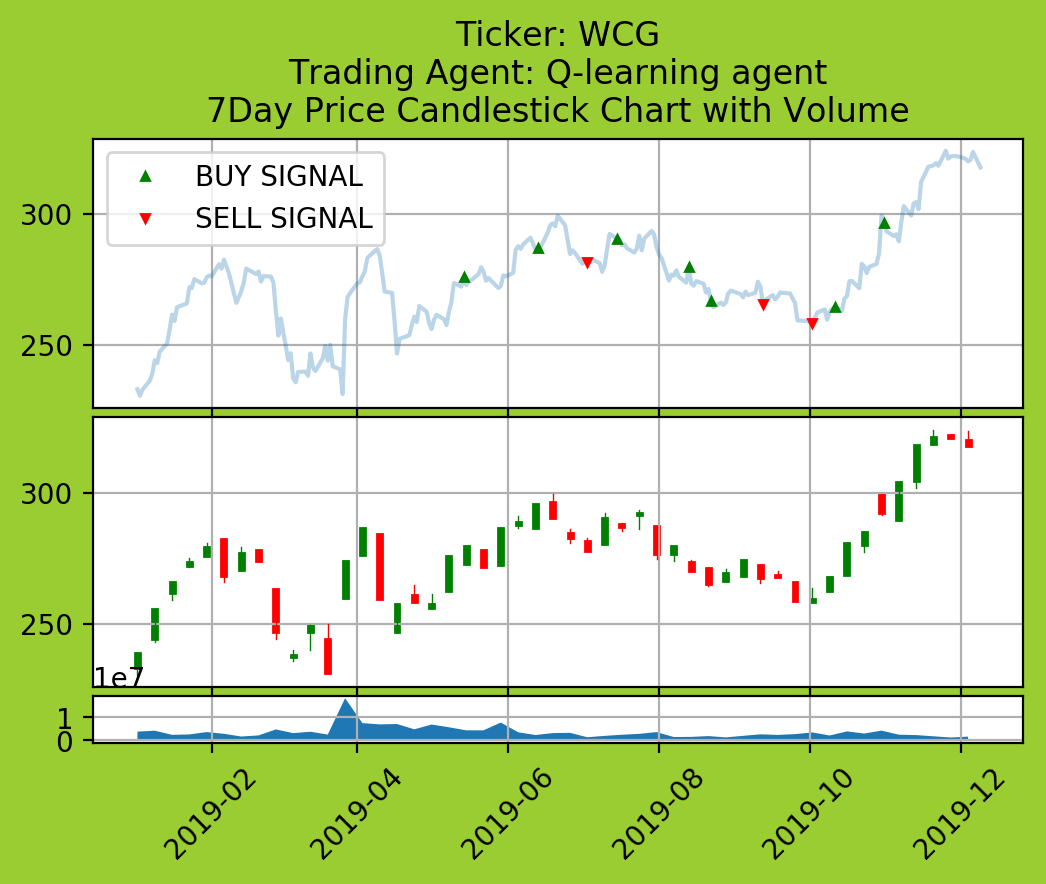 Ticker: WCG
Trading Agent: Q-learning agent
7Day Price Candlestick Chart with Volume
BUY SIGNAL
SELL SIGNAL
300
250
300
250
1e7
1
0
2019-02
2019-04
2019-06
2019-08
2019-10
2019-12